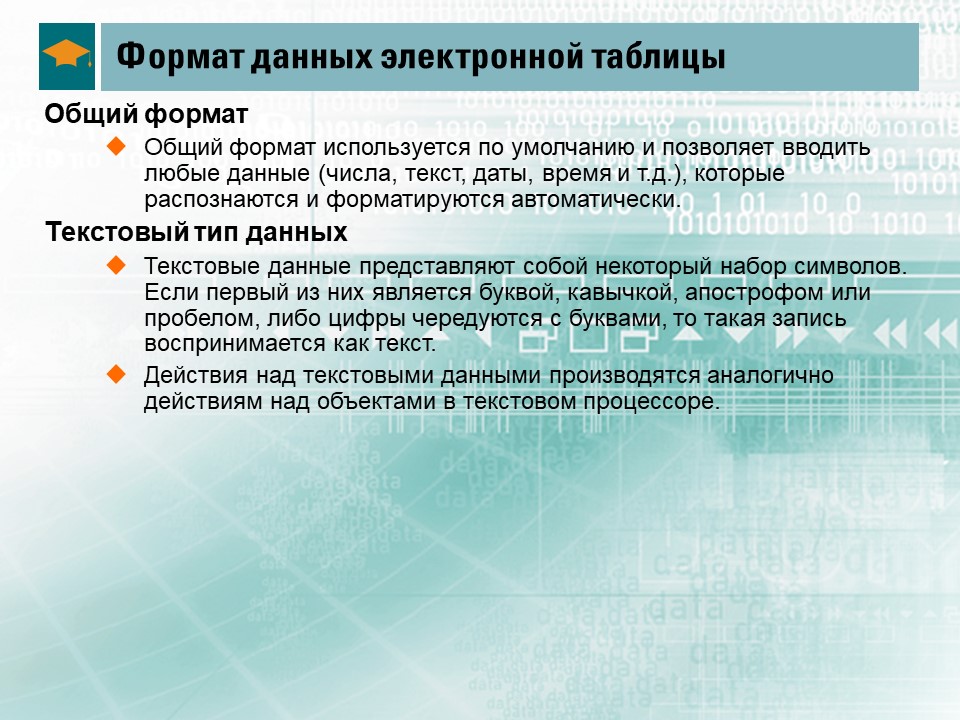 Формат данных электронной таблицы
Общий формат
Общий формат используется по умолчанию и позволяет вводить
любые данные (числа, текст, даты, время и т.д.), которые
распознаются и форматируются автоматически.
Текстовый тип данных
Текстовые данные представляют собой некоторый набор символов.
Если первый из них является буквой, кавычкой, апострофом или
пробелом, либо цифры чередуются с буквами, то такая запись
воспринимается как текст.
Действия над текстовыми данными производятся аналогично
действиям над объектами в текстовом процессоре.